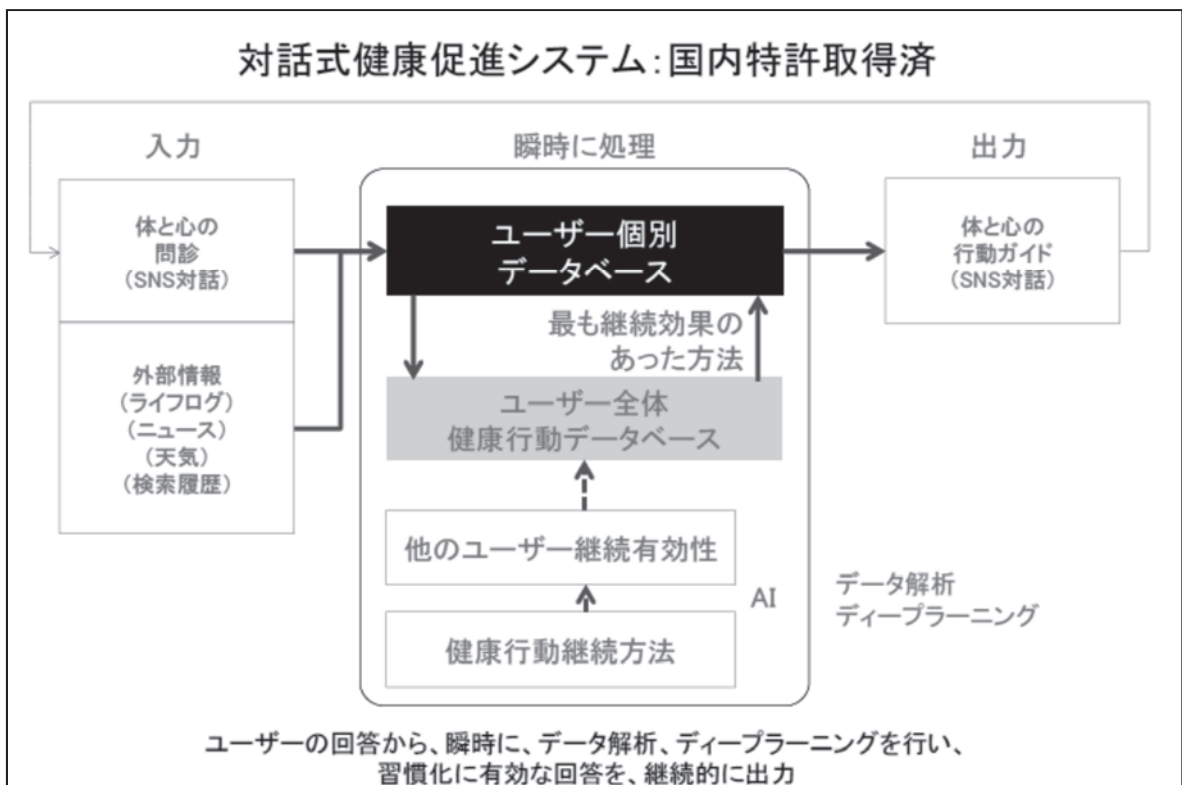 対話式健康促進システム：国内特許取得済
入力
瞬時に処理
出力
体と心の
問診
（SNS対話）
外部情報
（ライフログ）
（ニュース）
（天気）
（検索履歴）
ユーザー個別
データベース
最も継続効果の
あった方法
ユーザー全体
健康行動データベース
他のユーザー継続有効性
健康行動継続方法
AI
体と心の
行動ガイド
（SNS対話）
データ解析
ディープラーニング
ユーザーの回答から、瞬時に、データ解析、ディープラーニングを行い、
習慣化に有効な回答を、継続的に出力